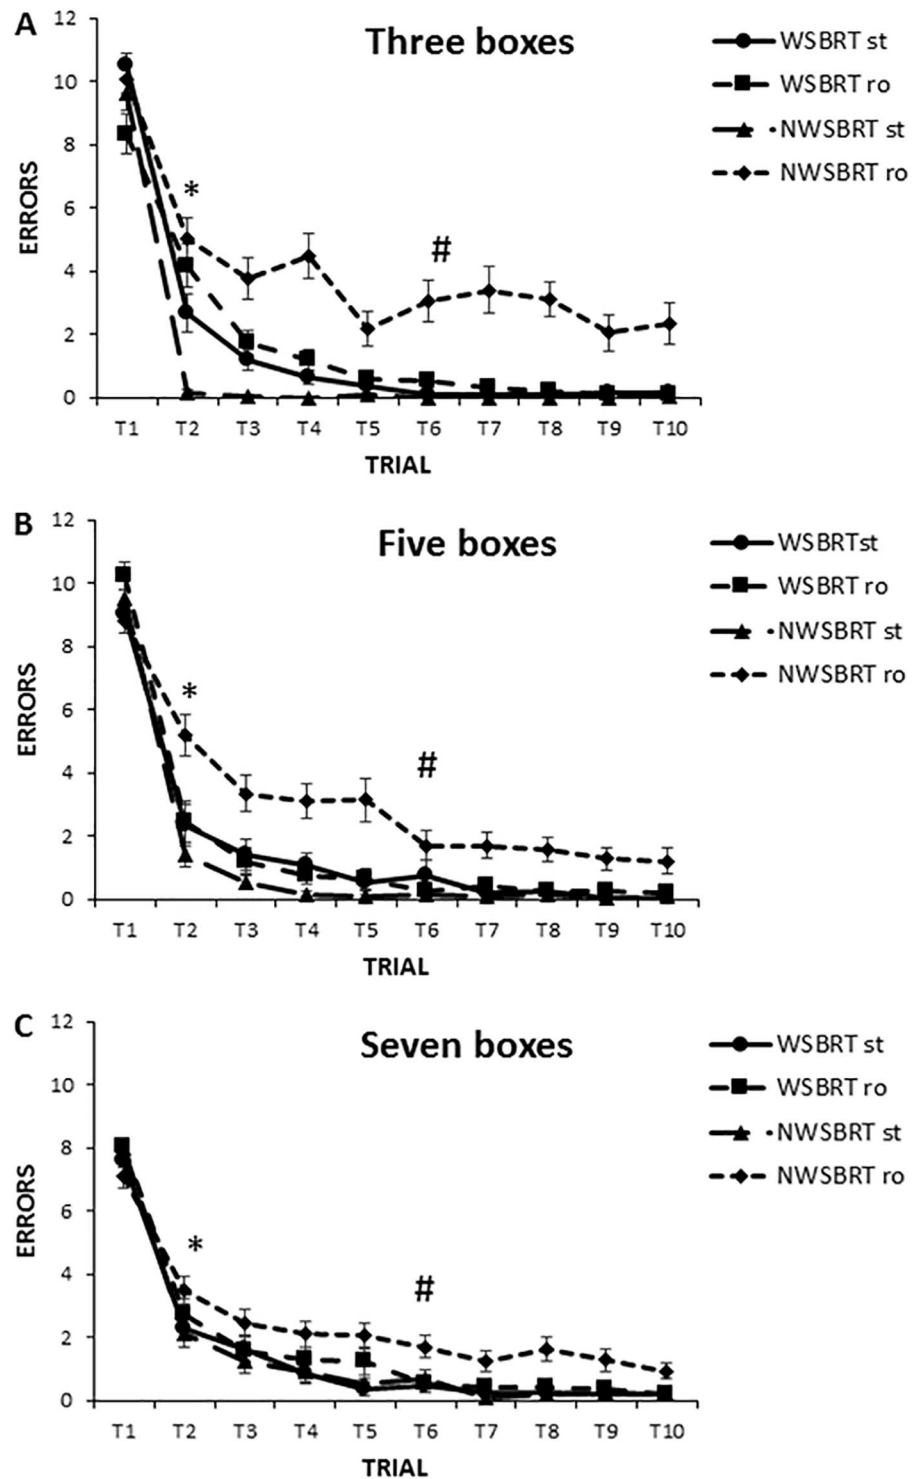 A
Three boxes
12
10
8
6
4
2
0
ERRORS
*
#
T1 T2 T3 T4 T5 T6 T7 T8 T9 T10
TRIAL
WSBRT st
WSBRT ro
NWSBRT st
NWSBRT ro
B
Five boxes
12
10
8
6
4
2
0
ERRORS
*
#
T1 T2 T3 T4 T5 T6 T7 T8 T9 T10
TRIAL
WSBRTst
WSBRT ro
NWSBRT st
NWSBRT ro
C
Seven boxes
12
10
8
6
4
2
0
ERRORS
*
#
T1 T2 T3 T4 T5 T6 T7 T8 T9 T10
TRIAL
WSBRT st
WSBRT ro
NWSBRT st
NWSBRT ro